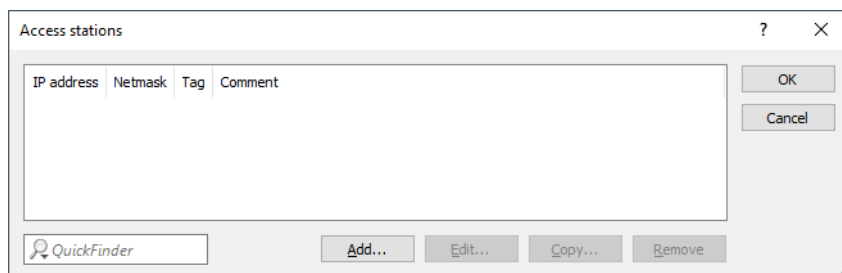 Access stations
?
IP address Netmask Tag Comment
OK
Cancel
QuickFinder
Add... Edit... Copy... Remove